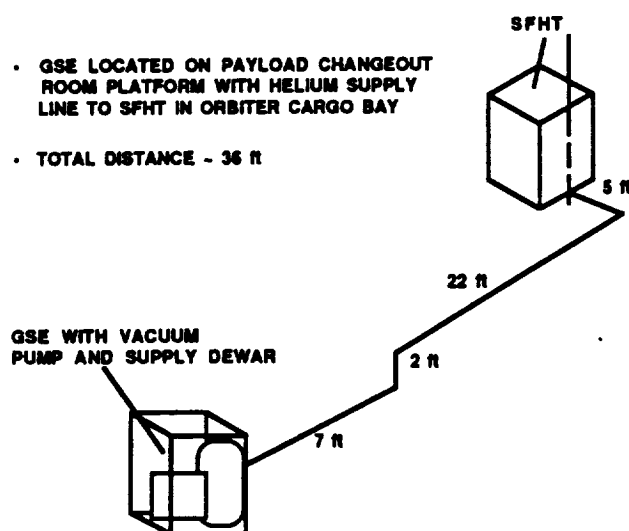 SFHT
• GSE LOCATED ON PAYLOAD CHANGEOUT
ROOM PLATFORM WITH HELIUM SUPPLY
LINE TO SFHT IN ORBITER CARGO BAY
• TOTAL DISTANCE ~ 36 ft
5 ft
22 ft
GSE WITH VACUUM
PUMP AND SUPPLY DEWAR
2 ft
7 ft